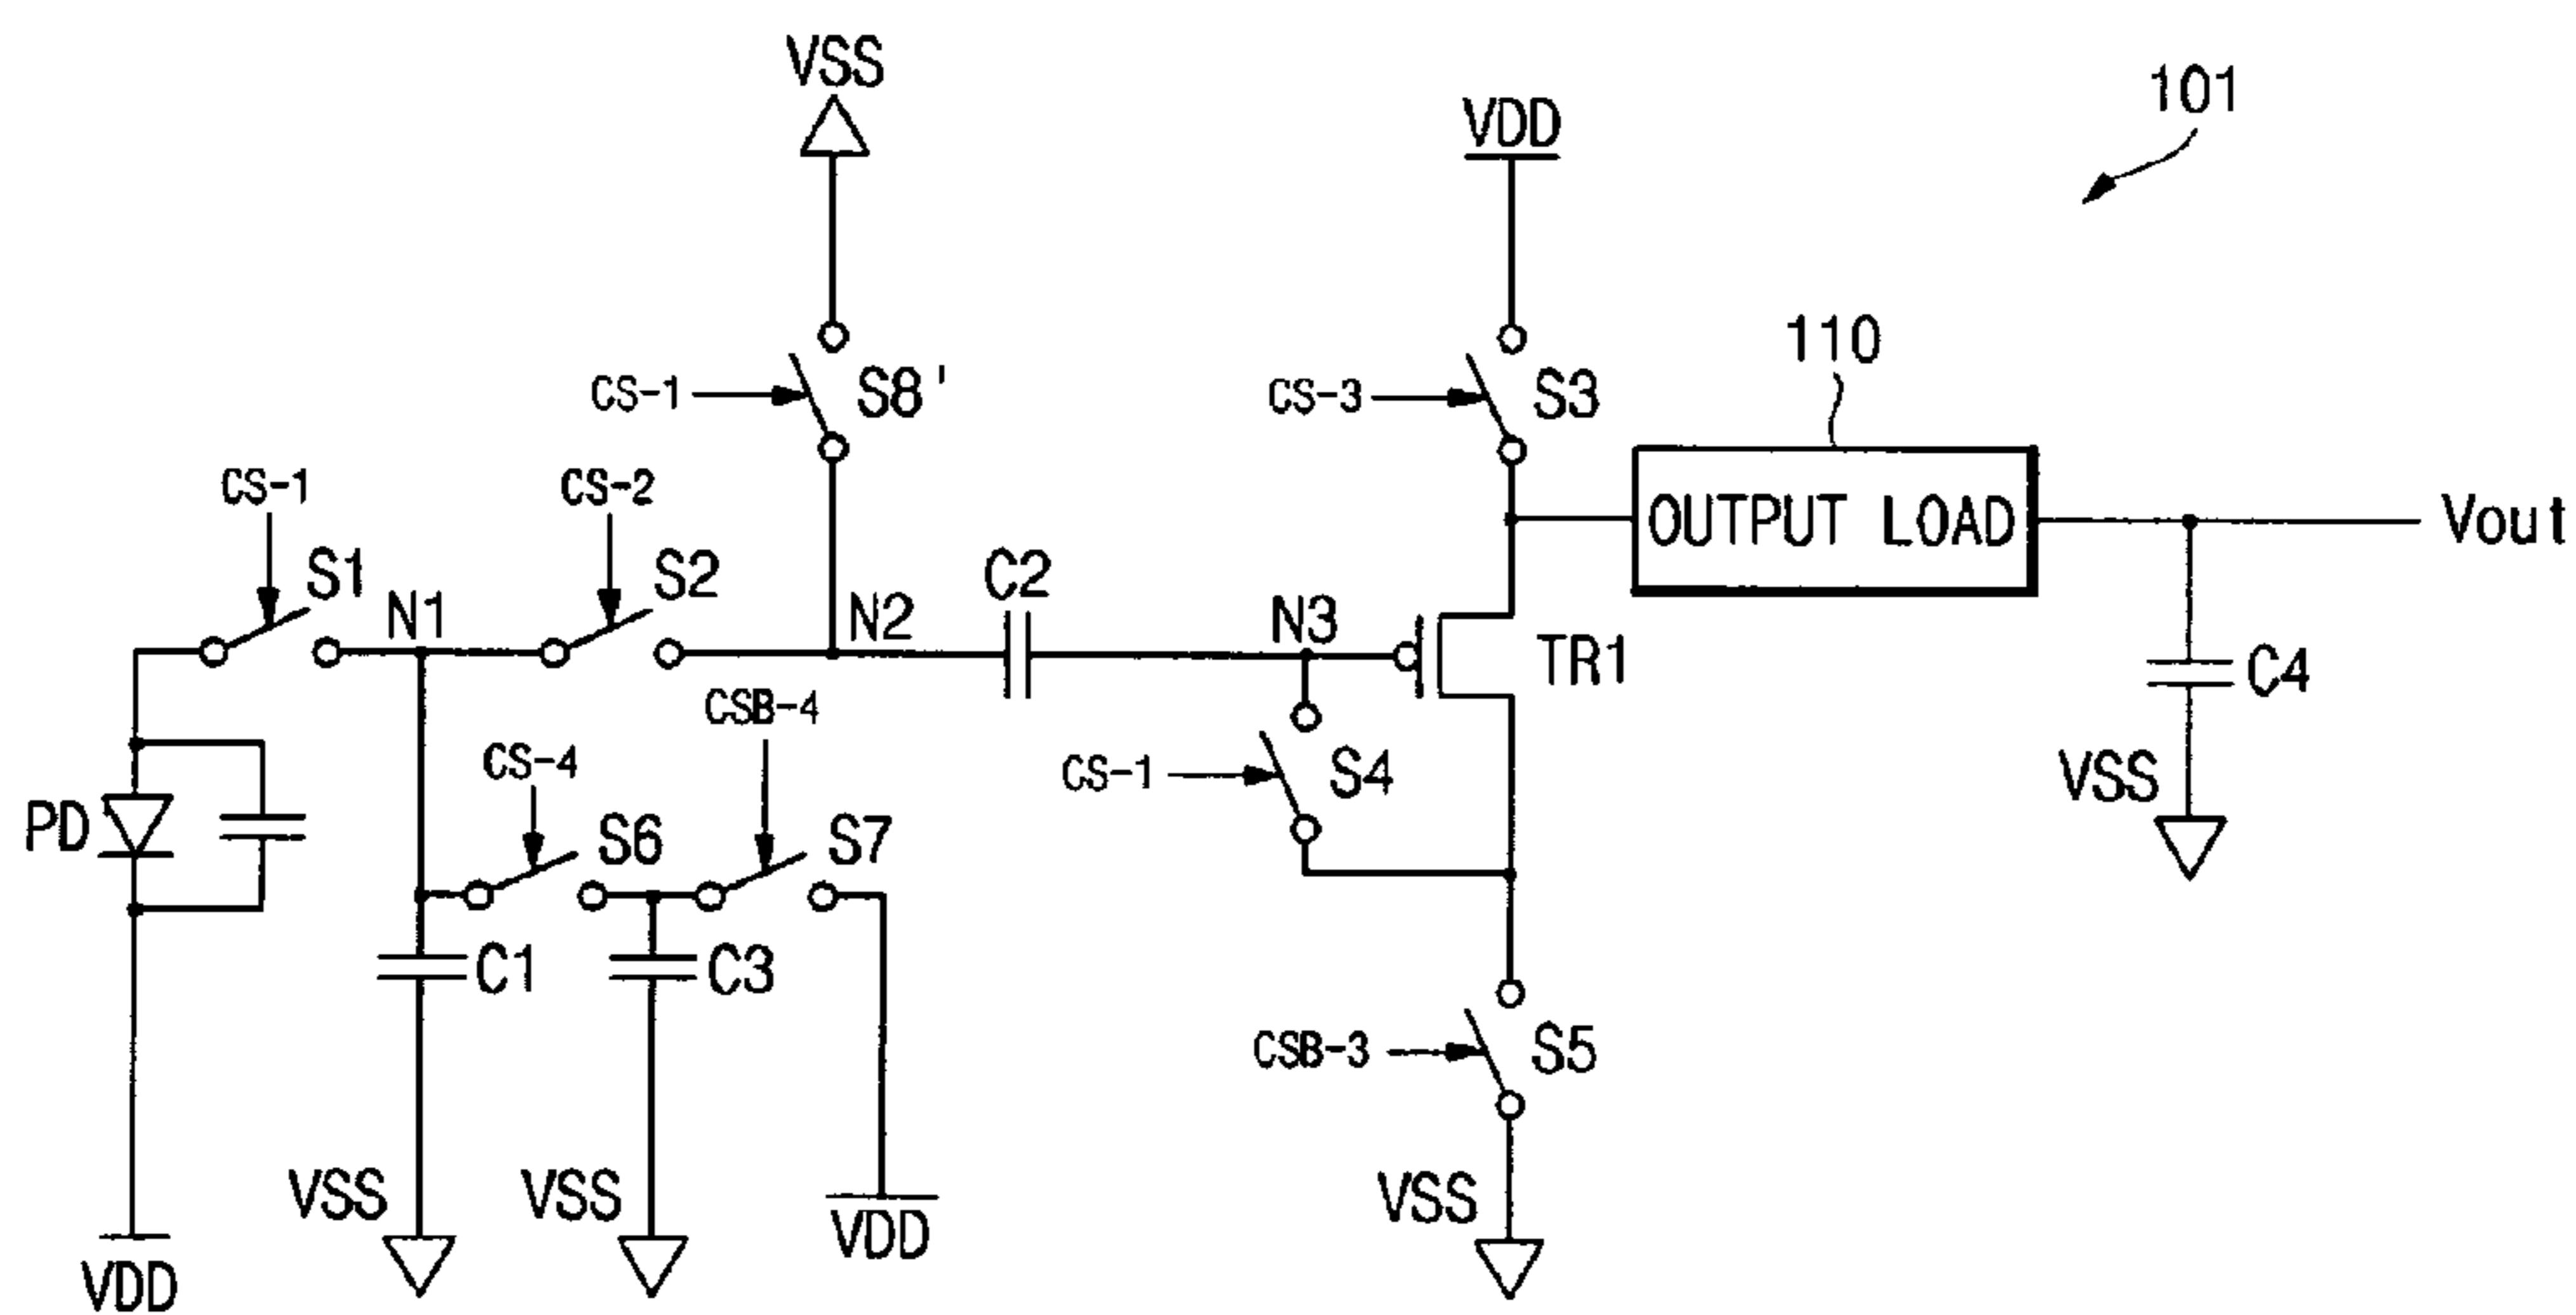 VSS
VDD
101
110
CS-1
S8'
CS-3
S3
CS-1
CS-2
OUTPUT LOAD
Vout
S1
N1
S2
N2
C2
N3
TR1
C4
CSB-4
CS-4
CS-1
S4
VSS
PD
S6
S7
C1
C3
CSB-3
S5
VSS
VSS
VDD
VSS
VDD